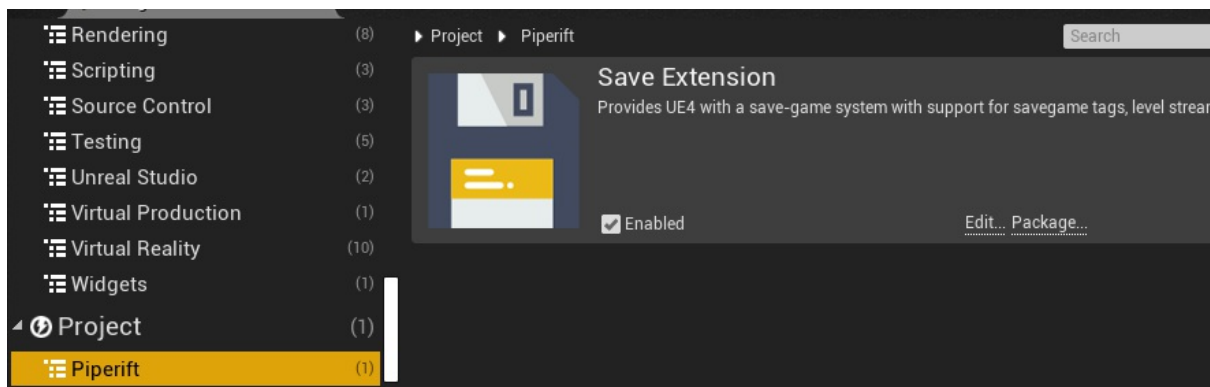 Rendering (8)
Scripting (3)
Source Control (3)
Testing (5)
Unreal Studio (2)
Virtual Production (1)
Virtual Reality (10)
Widgets (1)
Project (1)
Piperift (1)
Project Piperift
Search
Save Extension
Provides UE4 with a save-game system with support for savegame tags, level strear
Enabled
Edit... Package...